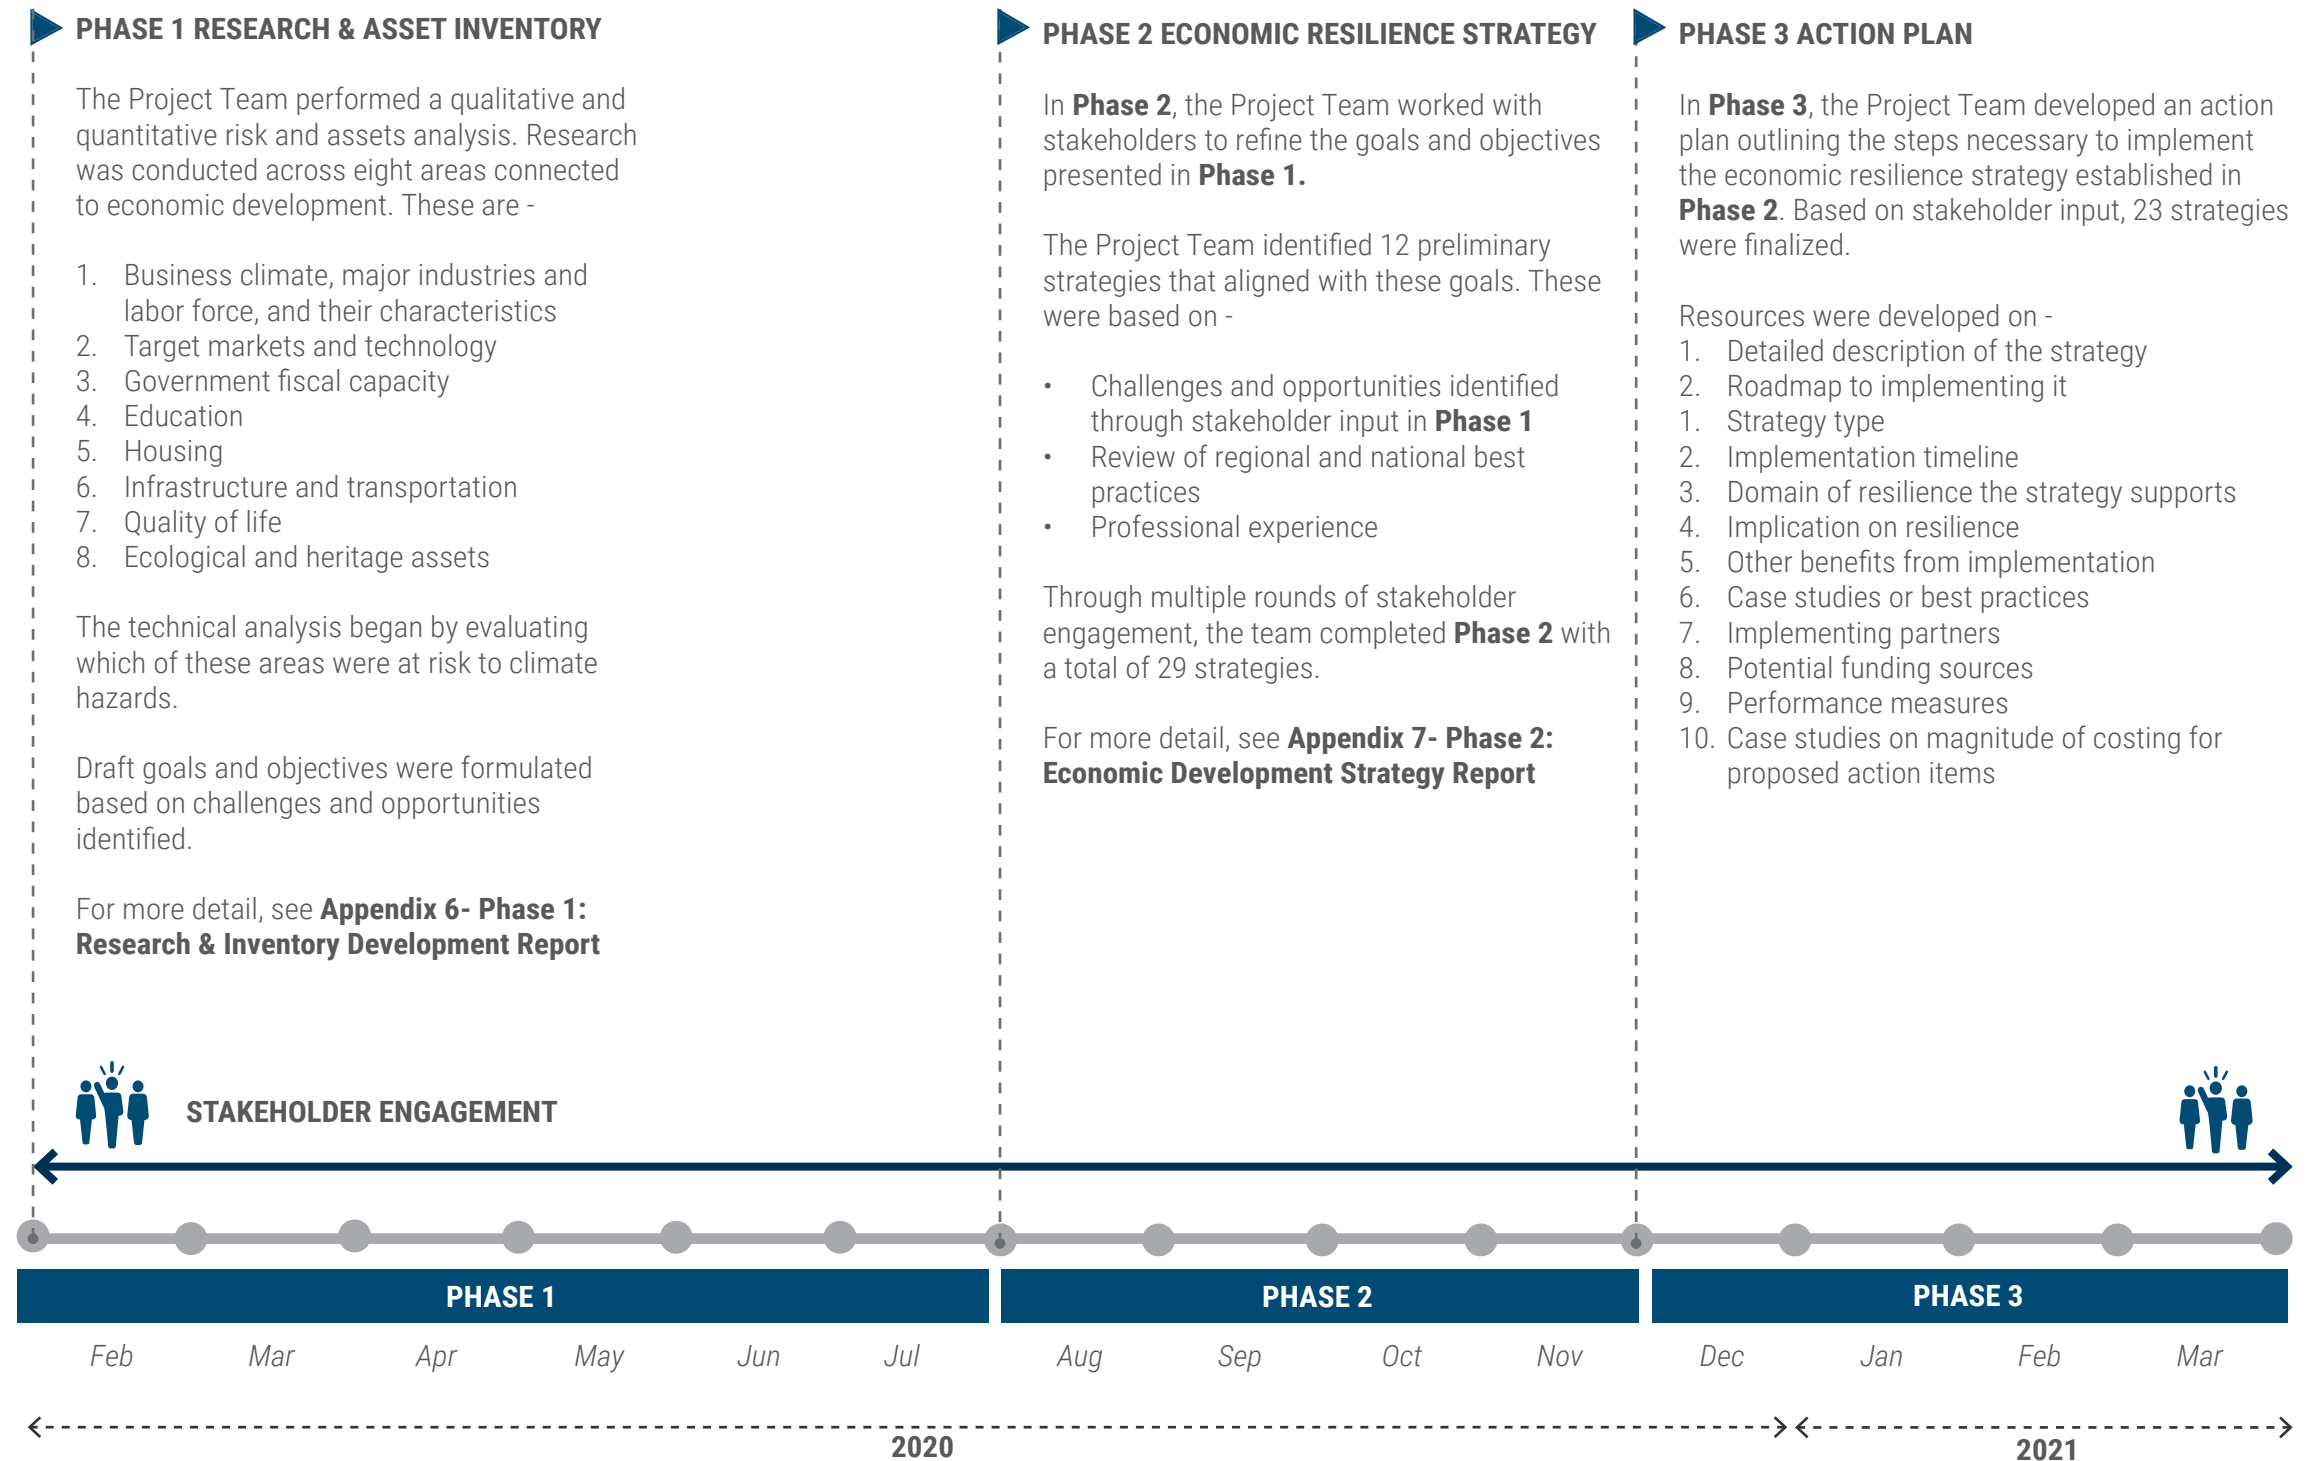 PHASE 1 RESEARCH & ASSET INVENTORY
The Project Team performed a qualitative and
quantitative risk and assets analysis. Research
was conducted across eight areas connected
to economic development. These are -
1. Business climate, major industries and
labor force, and their characteristics
2. Target markets and technology
3. Government fiscal capacity
4. Education
5. Housing
6. Infrastructure and transportation
7. Quality of life
8. Ecological and heritage assets
The technical analysis began by evaluating
which of these areas were at risk to climate
hazards.
Draft goals and objectives were formulated
based on challenges and opportunities
identified.
For more detail, see Appendix 6- Phase 1:
Research & Inventory Development Report
PHASE 2 ECONOMIC RESILIENCE STRATEGY
In Phase 2, the Project Team worked with
stakeholders to refine the goals and objectives
presented in Phase 1.
The Project Team identified 12 preliminary
strategies that aligned with these goals. These
were based on -
• Challenges and opportunities identified
through stakeholder input in Phase 1
• Review of regional and national best
practices
• Professional experience
Through multiple rounds of stakeholder
engagement, the team completed Phase 2 with
a total of 29 strategies.
For more detail, see Appendix 7- Phase 2:
Economic Development Strategy Report
PHASE 3 ACTION PLAN
In Phase 3, the Project Team developed an action
plan outlining the steps necessary to implement
the economic resilience strategy established in
Phase 2. Based on stakeholder input, 23 strategies
were finalized.
Resources were developed on -
1. Detailed description of the strategy
2. Roadmap to implementing it
1. Strategy type
2. Implementation timeline
3. Domain of resilience the strategy supports
4. Implication on resilience
5. Other benefits from implementation
6. Case studies or best practices
7. Implementing partners
8. Potential funding sources
9. Performance measures
10. Case studies on magnitude of costing for
proposed action items
STAKEHOLDER ENGAGEMENT
PHASE 1 PHASE 2 PHASE 3
Feb Mar Apr May Jun Jul Aug Sep Oct Nov Dec Jan Feb Mar
2020 2021